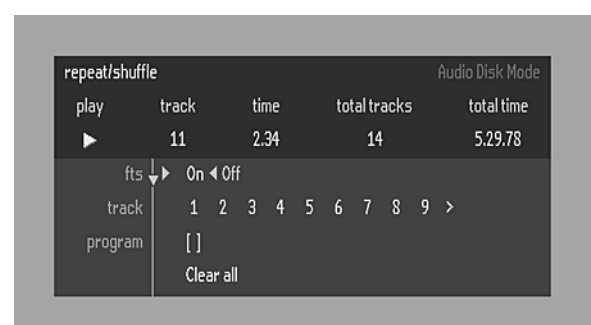 repeat/shuffle Audio Disk Mode
play track time total tracks total time
11 2.34 14 5.29.78
fts On Off
track 1 2 3 4 5 6 7 8 9 >
program [ ]
Clear all